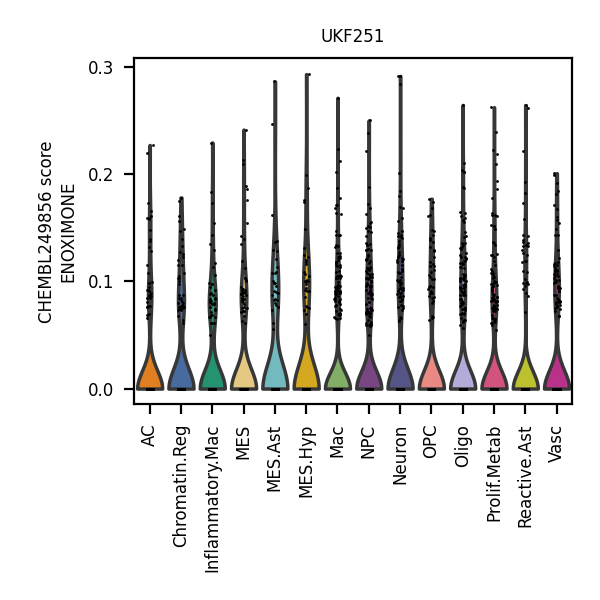 UKF251
CHEMBL249856 score
ENOXIMONE
0.3
0.2
0.1
0.0
AC
Chromatin.Reg
Inflammatory.Mac
MES
MES.Ast
MES.Hyp
Mac
NPC
Neuron
OPC
Oligo
Prolif.Metab
Reactive.Ast
Vasc